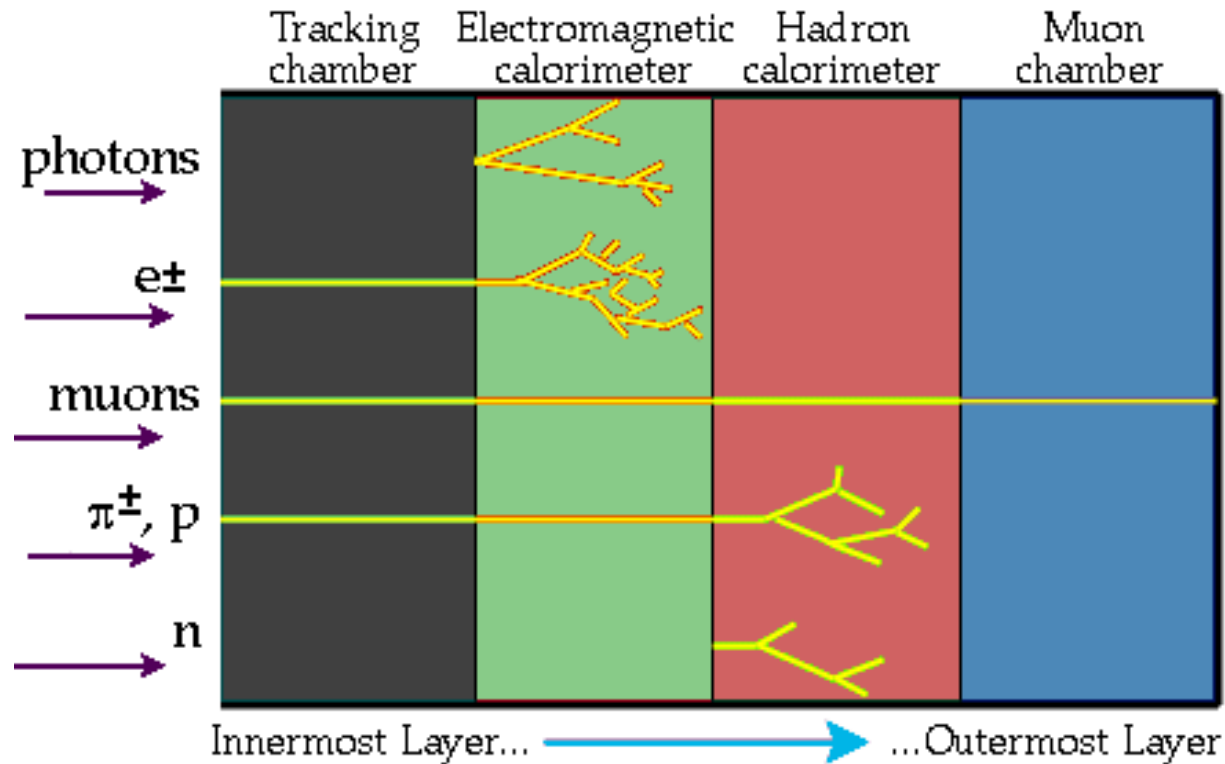 Tracking chamber
Electromagnetic calorimeter
Hadron calorimeter
Muon chamber
photons
e±
muons
π±, p
n
Innermost Layer...
...Outermost Layer